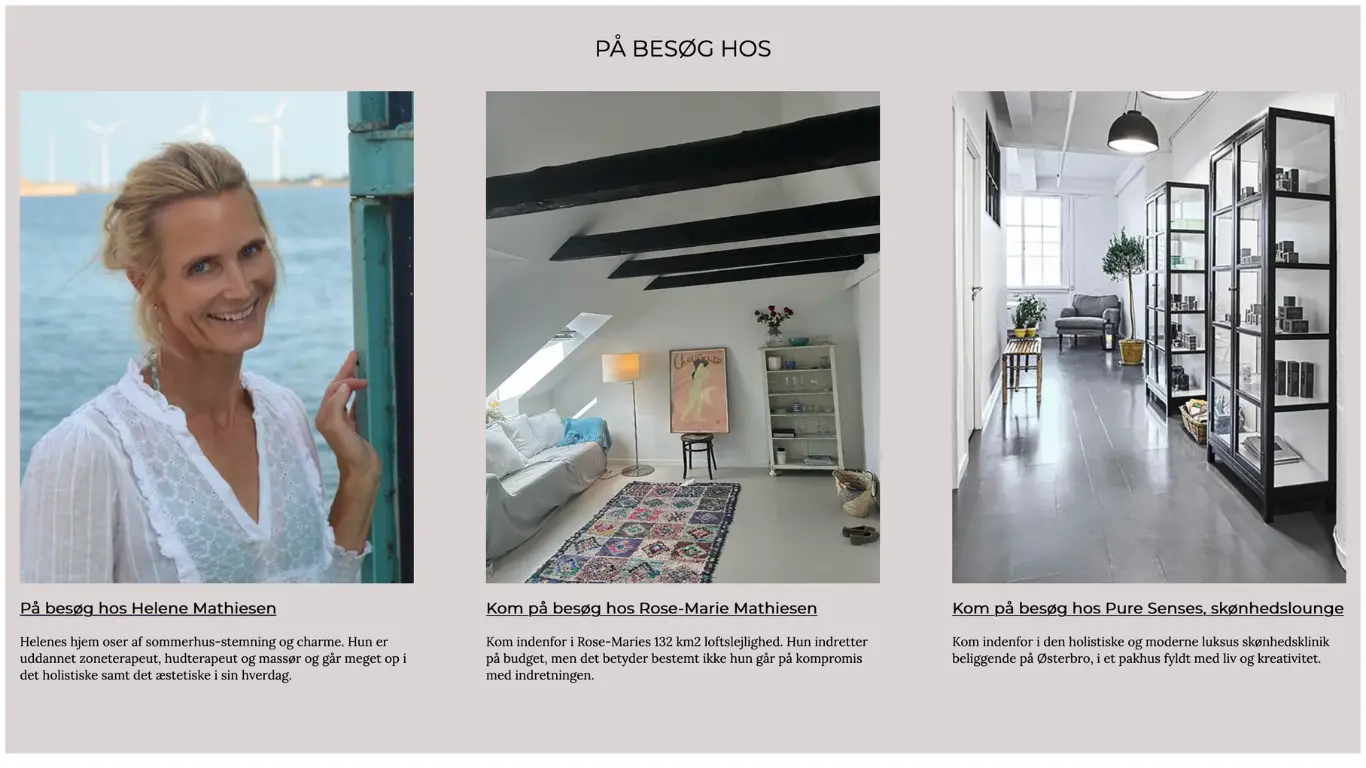 PÅ BESØG HOS
På besøg hos Helene Mathiesen
Helenes hjem oser af sommerhus-stemning og charme. Hun er
uddannet zoneterapeut, hudterapeut og massør og går meget op i
det holistiske samt det æstetiske i sin hverdag.
Kom på besøg hos Rose-Marie Mathiesen
Kom indenfor i Rose-Maries 132 km2 loftslejlighed. Hun indretter
på budget, men det betyder bestemt ikke hun går på kompromis
med indretningen.
Kom på besøg hos Pure Senses, skønhedslounge
Kom indenfor i den holistiske og moderne luksus skønhedsklinik
beliggende på Østerbro, i et pakhus fyldt med liv og kreativitet.